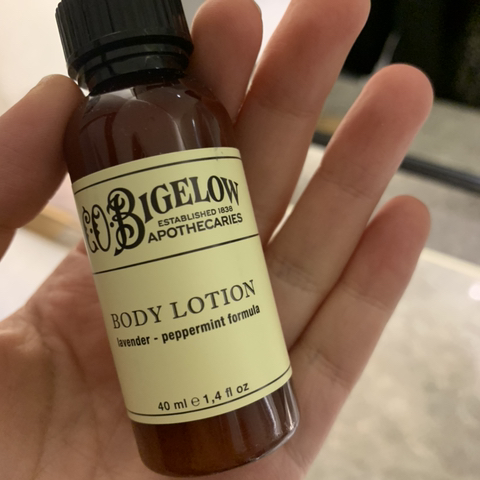 C.O. BIGELOW
ESTABLISHED 1838
APOTHECARIES
BODY LOTION
lavender - peppermint formula
40 ml ℮ 1,4 fl oz